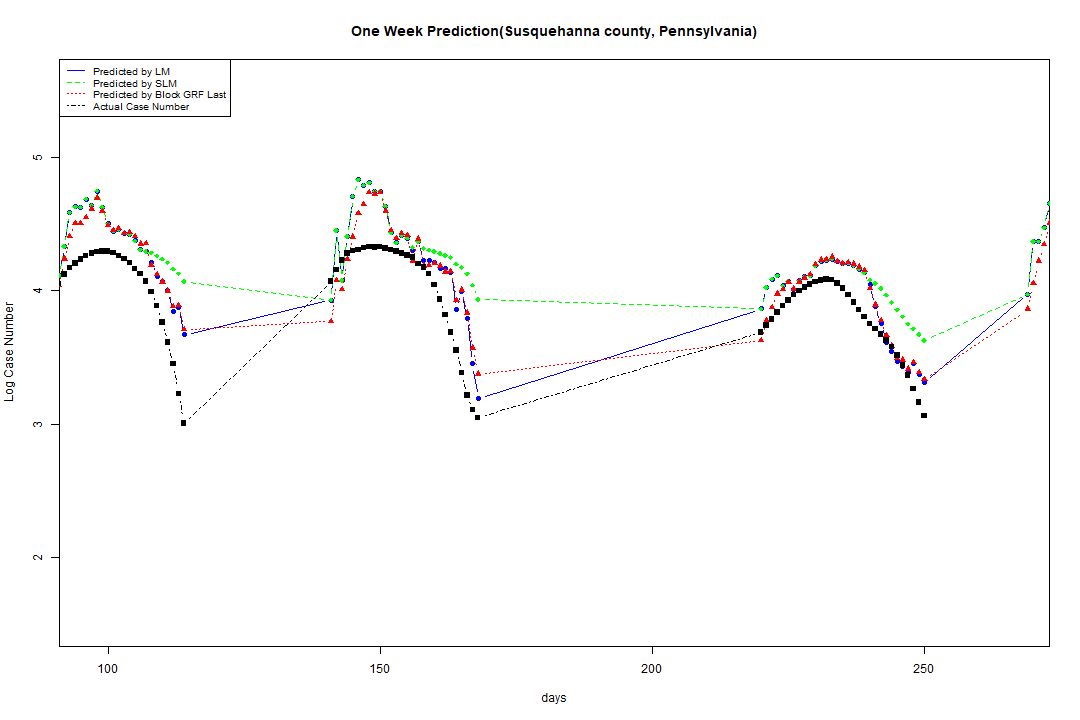 One Week Prediction(Susquehanna county, Pennsylvania)
Predicted by LM
Predicted by SLM
Predicted by Block GRF Last
Actual Case Number
5
4
3
2
Log Case Number
100
150
200
250
days